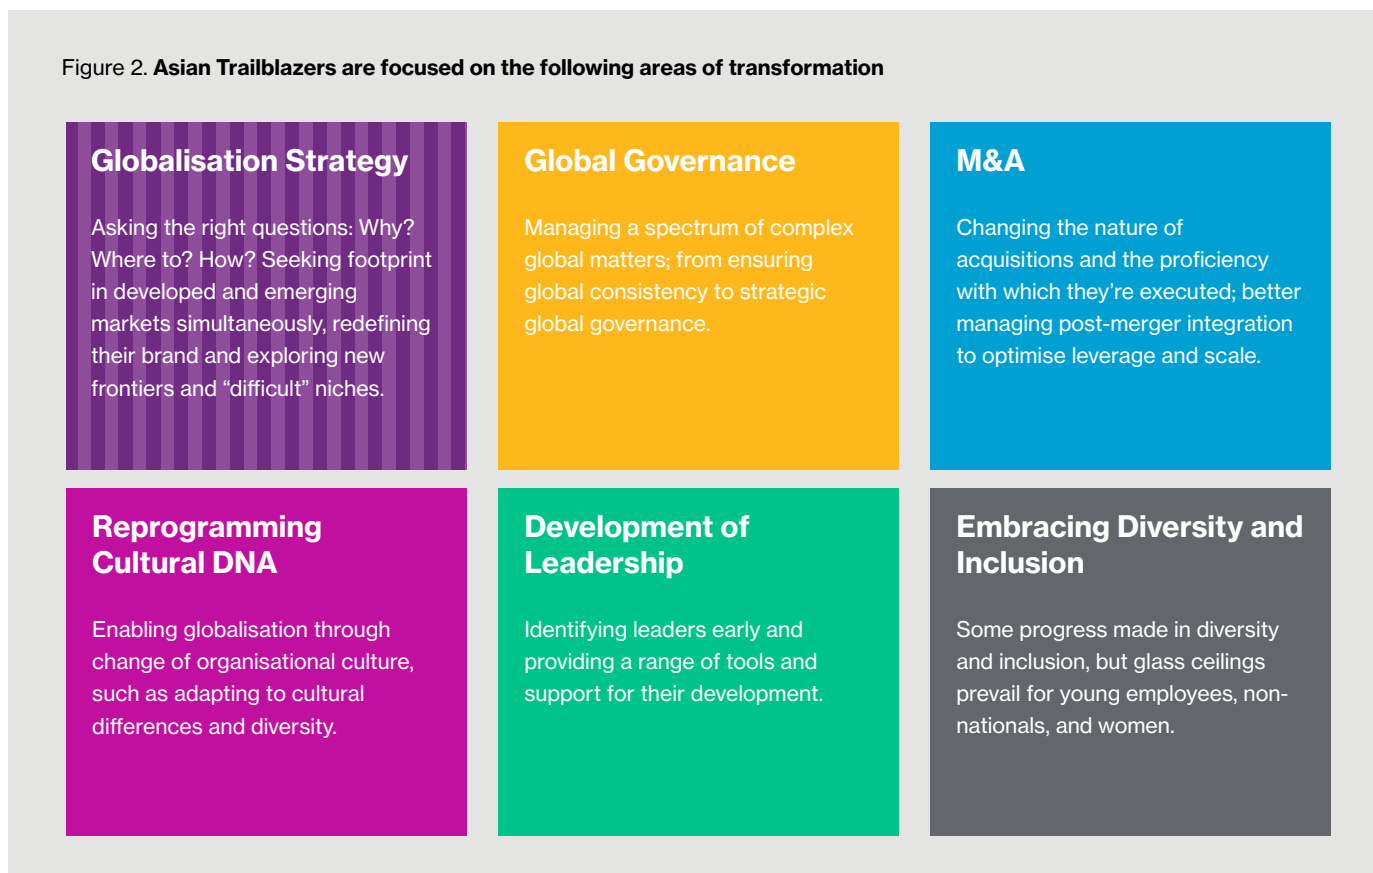 Figure 2. Asian Trailblazers are focused on the following areas of transformation
Globalisation Strategy
Asking the right questions: Why?
Where to? How? Seeking footprint
in developed and emerging
markets simultaneously, redefining
their brand and exploring new
frontiers and “difficult” niches.
Global Governance
Managing a spectrum of complex
global matters; from ensuring
global consistency to strategic
global governance.
M&A
Changing the nature of
acquisitions and the proficiency
with which they’re executed; better
managing post-merger integration
to optimise leverage and scale.
Reprogramming
Cultural DNA
Enabling globalisation through
change of organisational culture,
such as adapting to cultural
differences and diversity.
Development of
Leadership
Identifying leaders early and
providing a range of tools and
support for their development.
Embracing Diversity and
Inclusion
Some progress made in diversity
and inclusion, but glass ceilings
prevail for young employees, non-
nationals, and women.